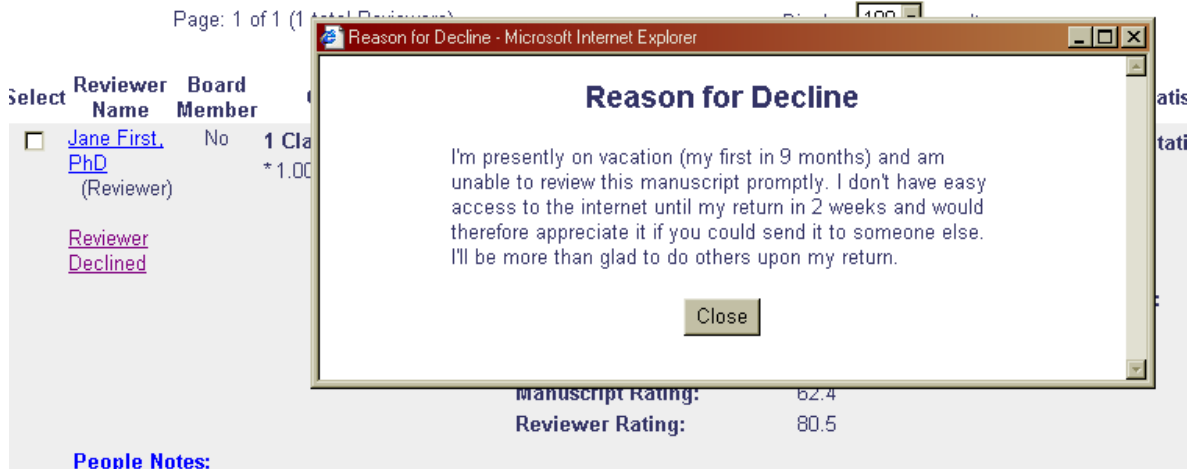 Page: 1 of 1 (1 total Reviewers)
100
Reason for Decline - Microsoft Internet Explorer
Select Reviewer Name Board Member
Reason for Decline
Jane First, PhD
(Reviewer)
No
1 Cla
* 1.00
I'm presently on vacation (my first in 9 months) and am
unable to review this manuscript promptly. I don't have easy
access to the internet until my return in 2 weeks and would
therefore appreciate it if you could send it to someone else.
I'll be more than glad to do others upon my return.
Reviewer
Declined
Close
Manuscript Rating: 62.4
Reviewer Rating: 80.5
People Notes: